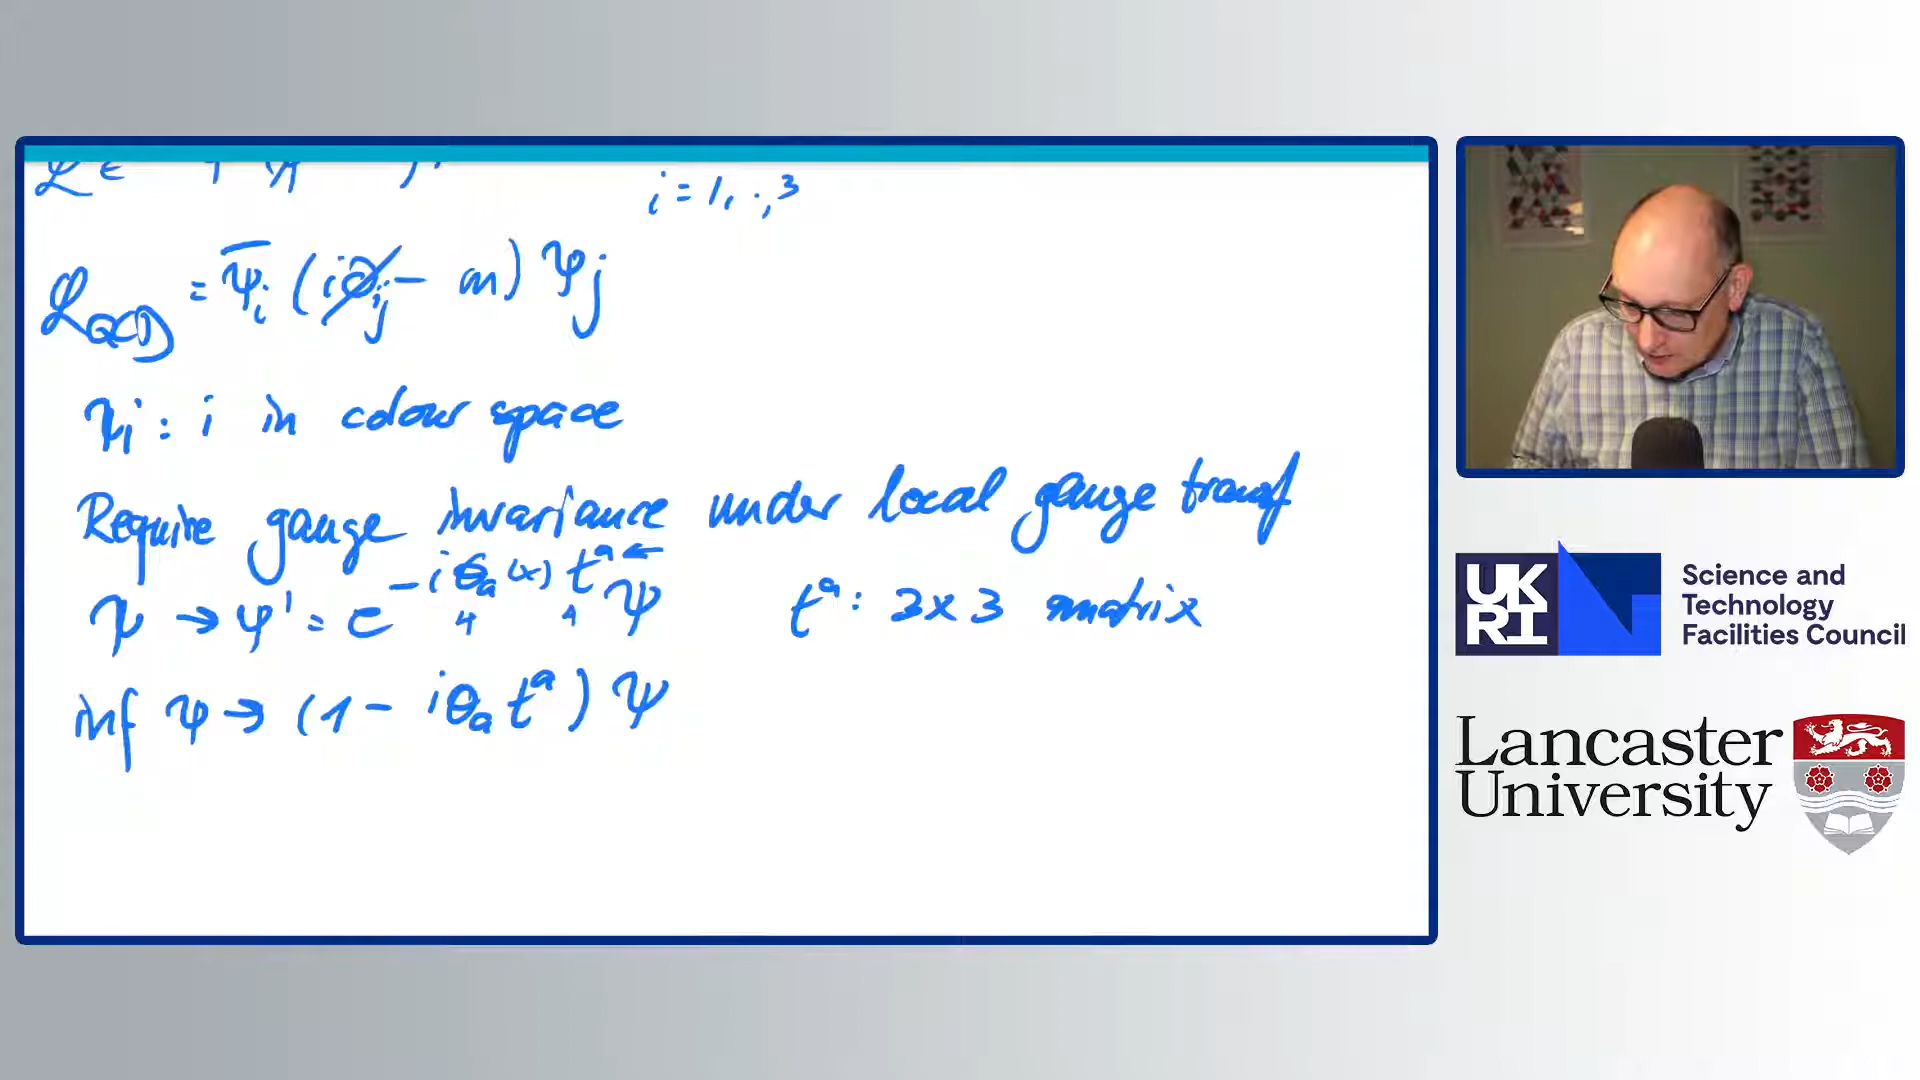 i = 1, ., 3
ℒ_QCD = ψ̄_i (i D̸_ij − m) ψ_j
ψ_i : i in colour space
Require gauge invariance under local gauge transf
ψ → ψ' = e^{−iθ_a(x) t^a} ψ    t^a : 3x3 matrix
inf ψ → (1 − iθ_a t^a) ψ
UKRI
Science and
Technology
Facilities Council
Lancaster
University